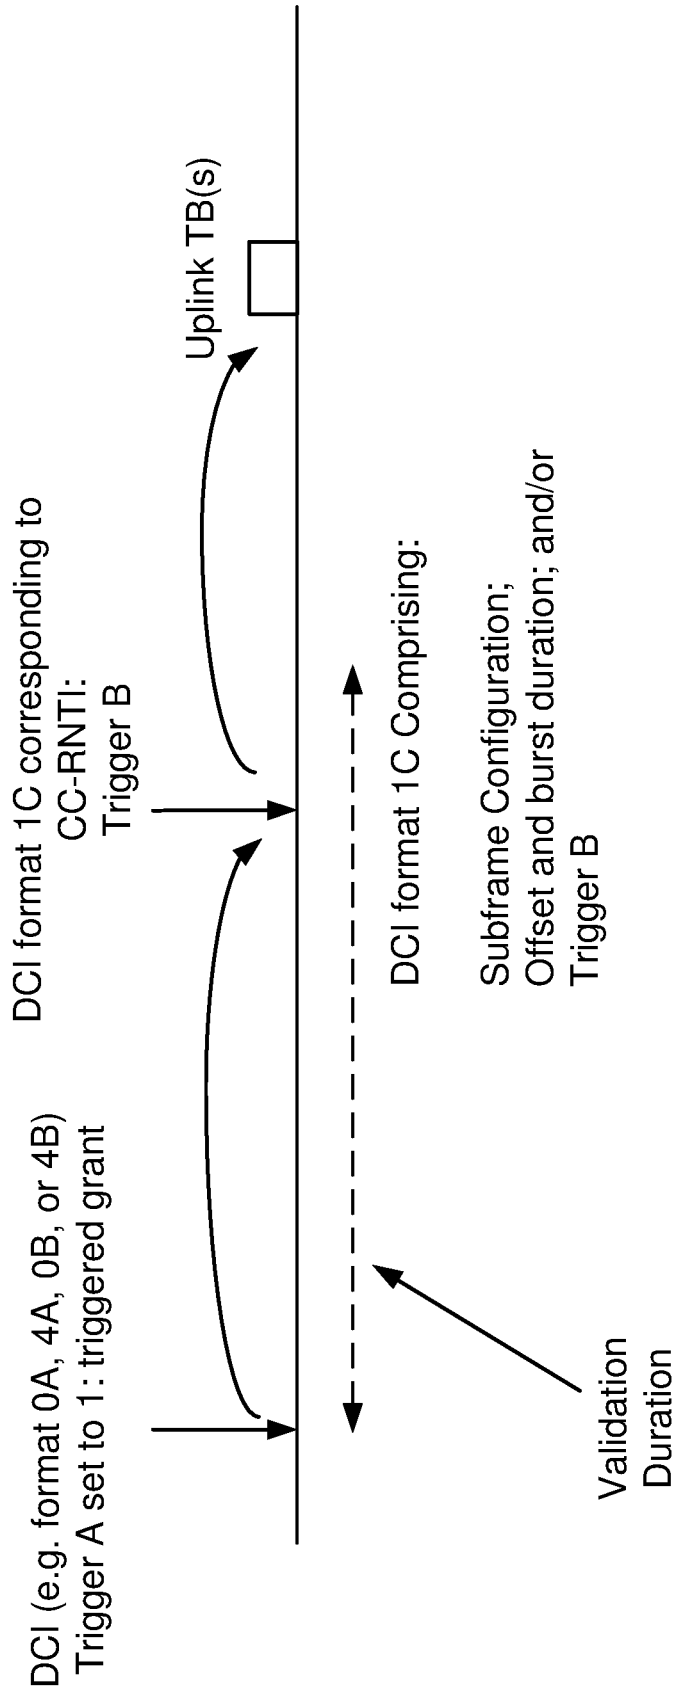 DCI (e.g. format 0A, 4A, 0B, or 4B)
Trigger A set to 1: triggered grant
DCI format 1C corresponding to
CC-RNTI:
Trigger B
Uplink TB(s)
Validation
Duration
DCI format 1C Comprising:
Subframe Configuration;
Offset and burst duration; and/or
Trigger B